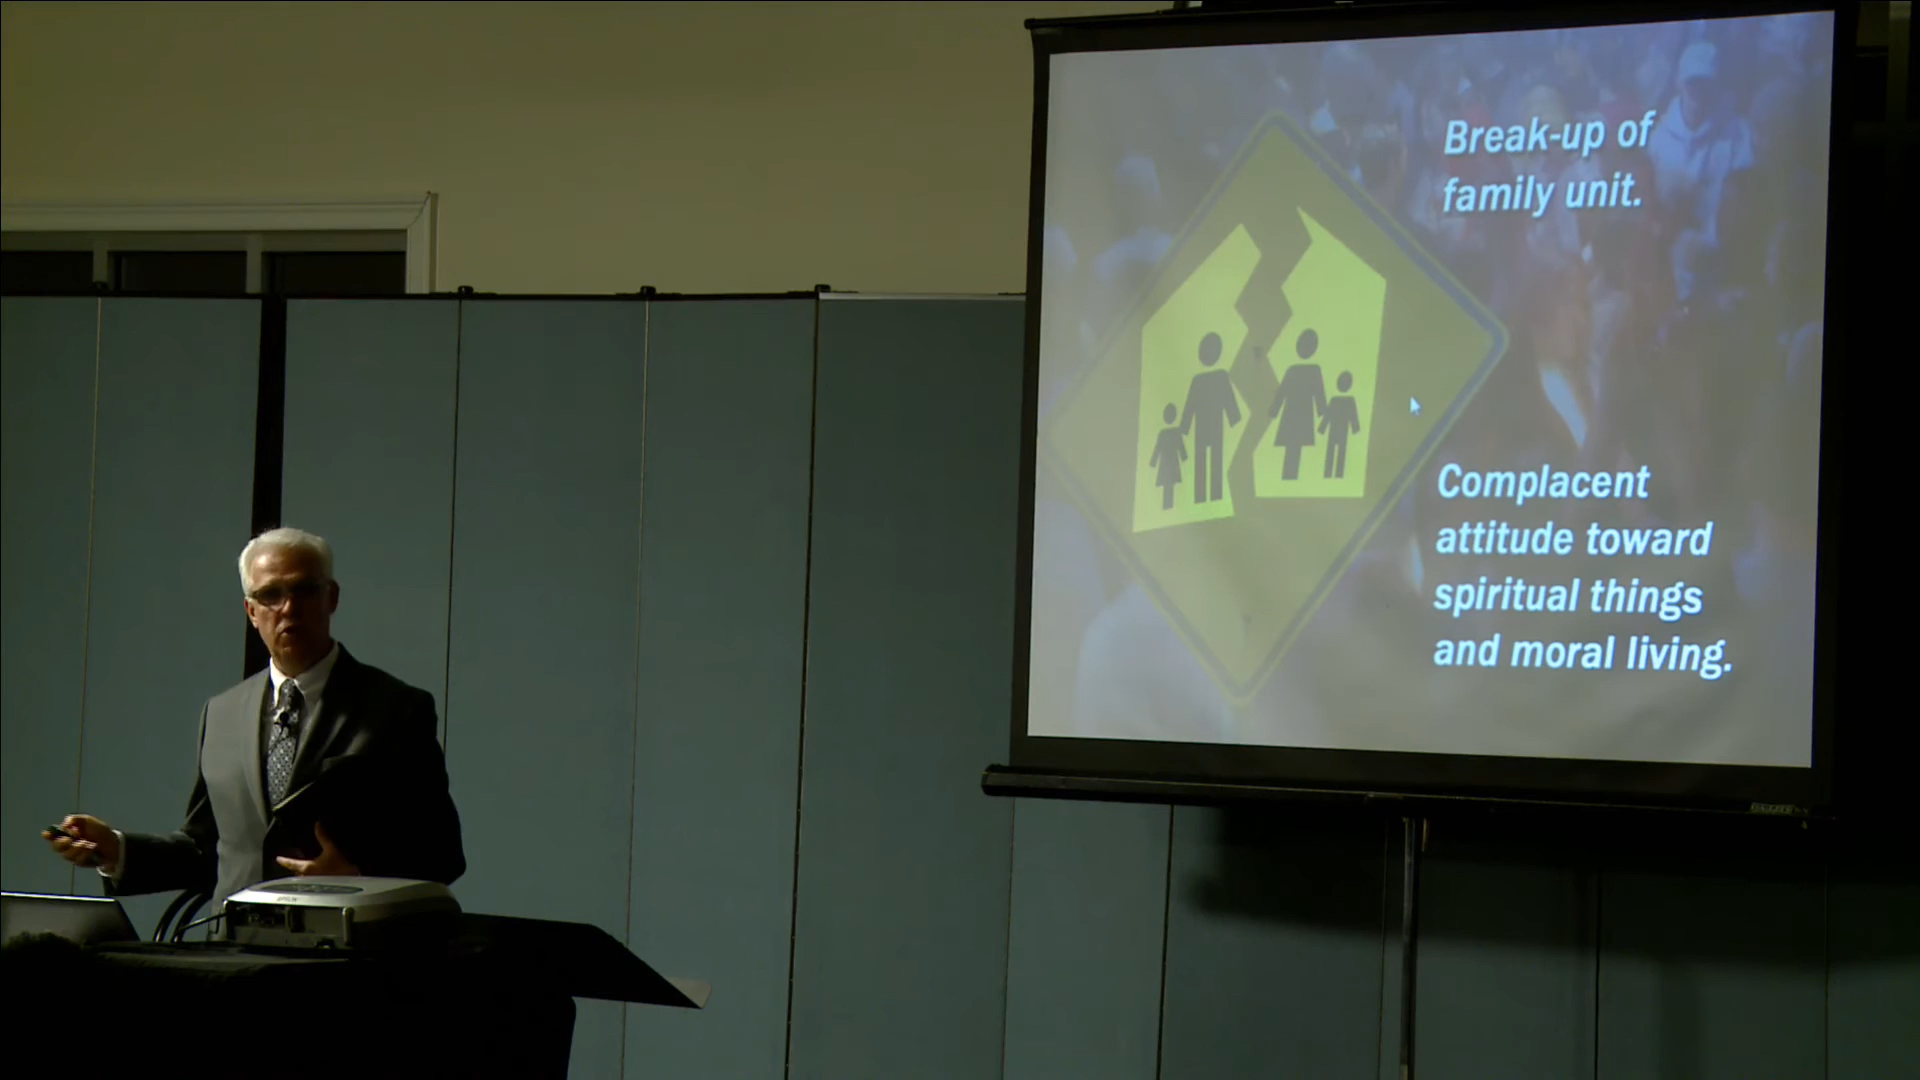 Break-up of
family unit.
Complacent
attitude toward
spiritual things
and moral living.